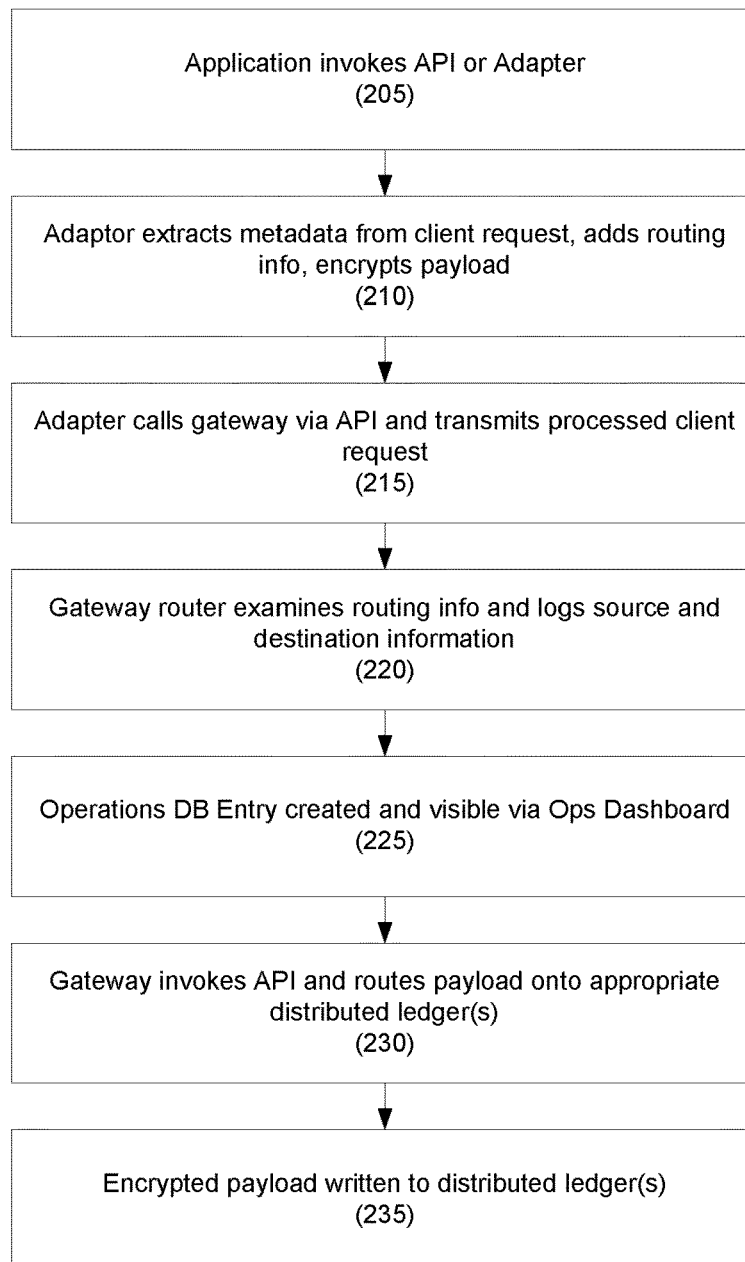 Application invokes API or Adapter
(205)
Adaptor extracts metadata from client request, adds routing
info, encrypts payload
(210)
Adapter calls gateway via API and transmits processed client
request
(215)
Gateway router examines routing info and logs source and
destination information
(220)
Operations DB Entry created and visible via Ops Dashboard
(225)
Gateway invokes API and routes payload onto appropriate
distributed ledger(s)
(230)
Encrypted payload written to distributed ledger(s)
(235)